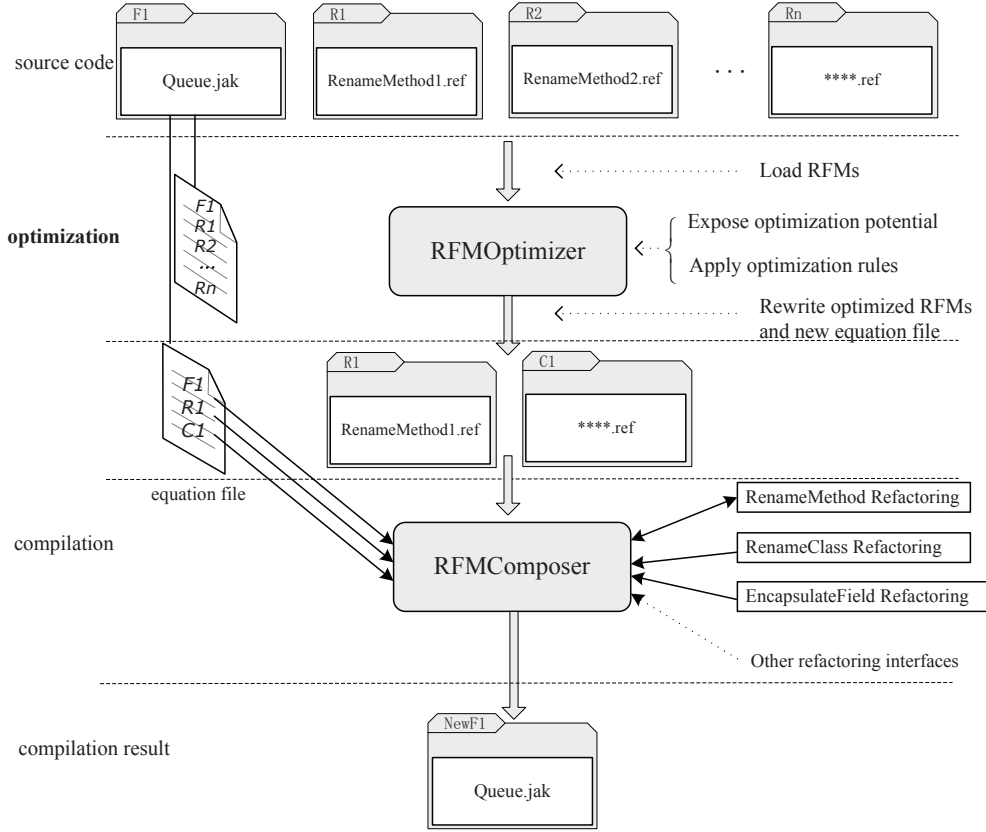 F1
R1
R2
Rn
source code
Queue.jak
RenameMethod1.ref
RenameMethod2.ref
. . .
****.ref
Load RFMs
optimization
F1
R1
R2
...
Rn
RFMOptimizer
Expose optimization potential
Apply optimization rules
Rewrite optimized RFMs
and new equation file
R1
C1
F1
R1
C1
RenameMethod1.ref
****.ref
equation file
RenameMethod Refactoring
compilation
RFMComposer
RenameClass Refactoring
EncapsulateField Refactoring
Other refactoring interfaces
NewF1
compilation result
Queue.jak